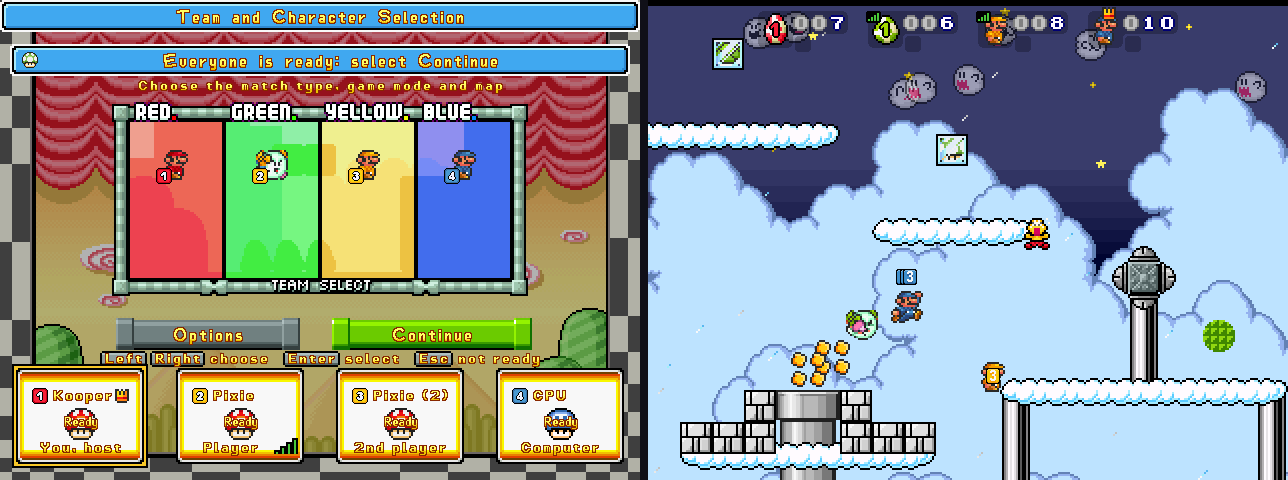 Team and Character Selection
Everyone is ready: select Continue
Choose the match type, game mode and map
RED. GREEN. YELLOW. BLUE.
1 2 3 4
TEAM SELECT
Options Continue
Left Right choose Enter select Esc not ready
1 Kooper 2 Pixie 3 Pixie (2) 4 CPU
Ready Ready Ready Ready
You, host Player 2nd player Computer
1 007 1 006 008 010
3
3